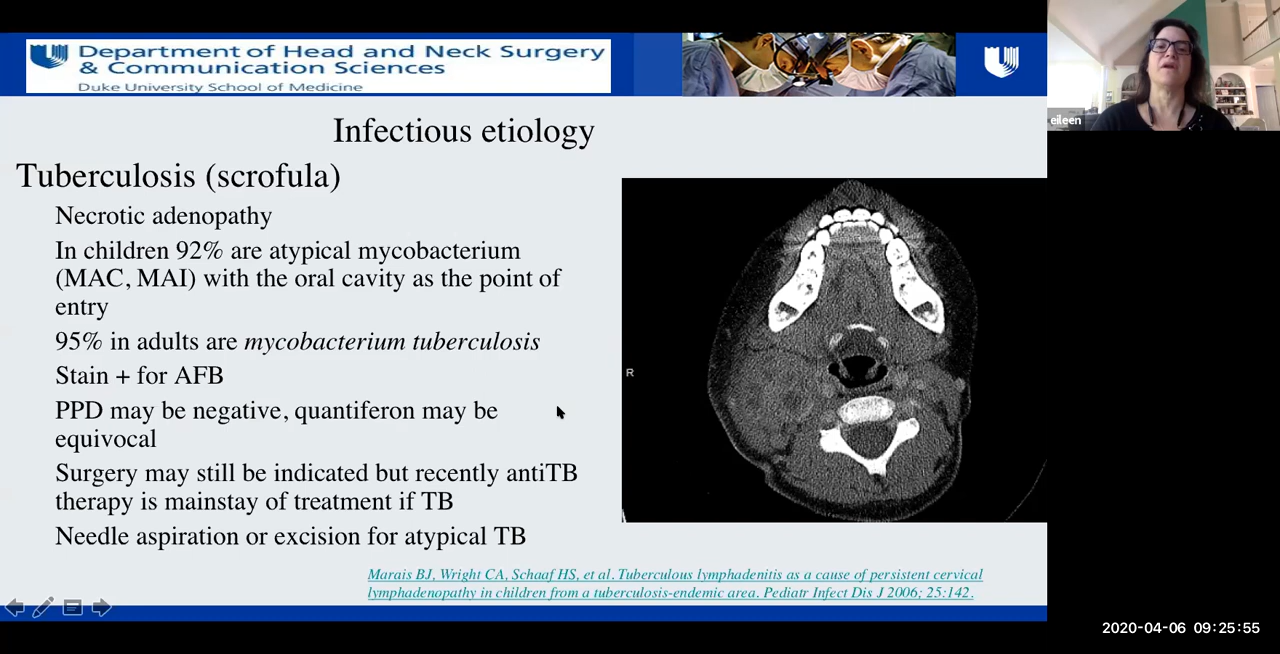 Department of Head and Neck Surgery
& Communication Sciences
Duke University School of Medicine
eileen
Infectious etiology
Tuberculosis (scrofula)
Necrotic adenopathy
In children 92% are atypical mycobacterium
(MAC, MAI) with the oral cavity as the point of
entry
95% in adults are mycobacterium tuberculosis
Stain + for AFB
PPD may be negative, quantiferon may be
equivocal
Surgery may still be indicated but recently antiTB
therapy is mainstay of treatment if TB
Needle aspiration or excision for atypical TB
R
Marais BJ, Wright CA, Schaaf HS, et al. Tuberculous lymphadenitis as a cause of persistent cervical
lymphadenopathy in children from a tuberculosis-endemic area. Pediatr Infect Dis J 2006; 25:142.
2020-04-06 09:25:55